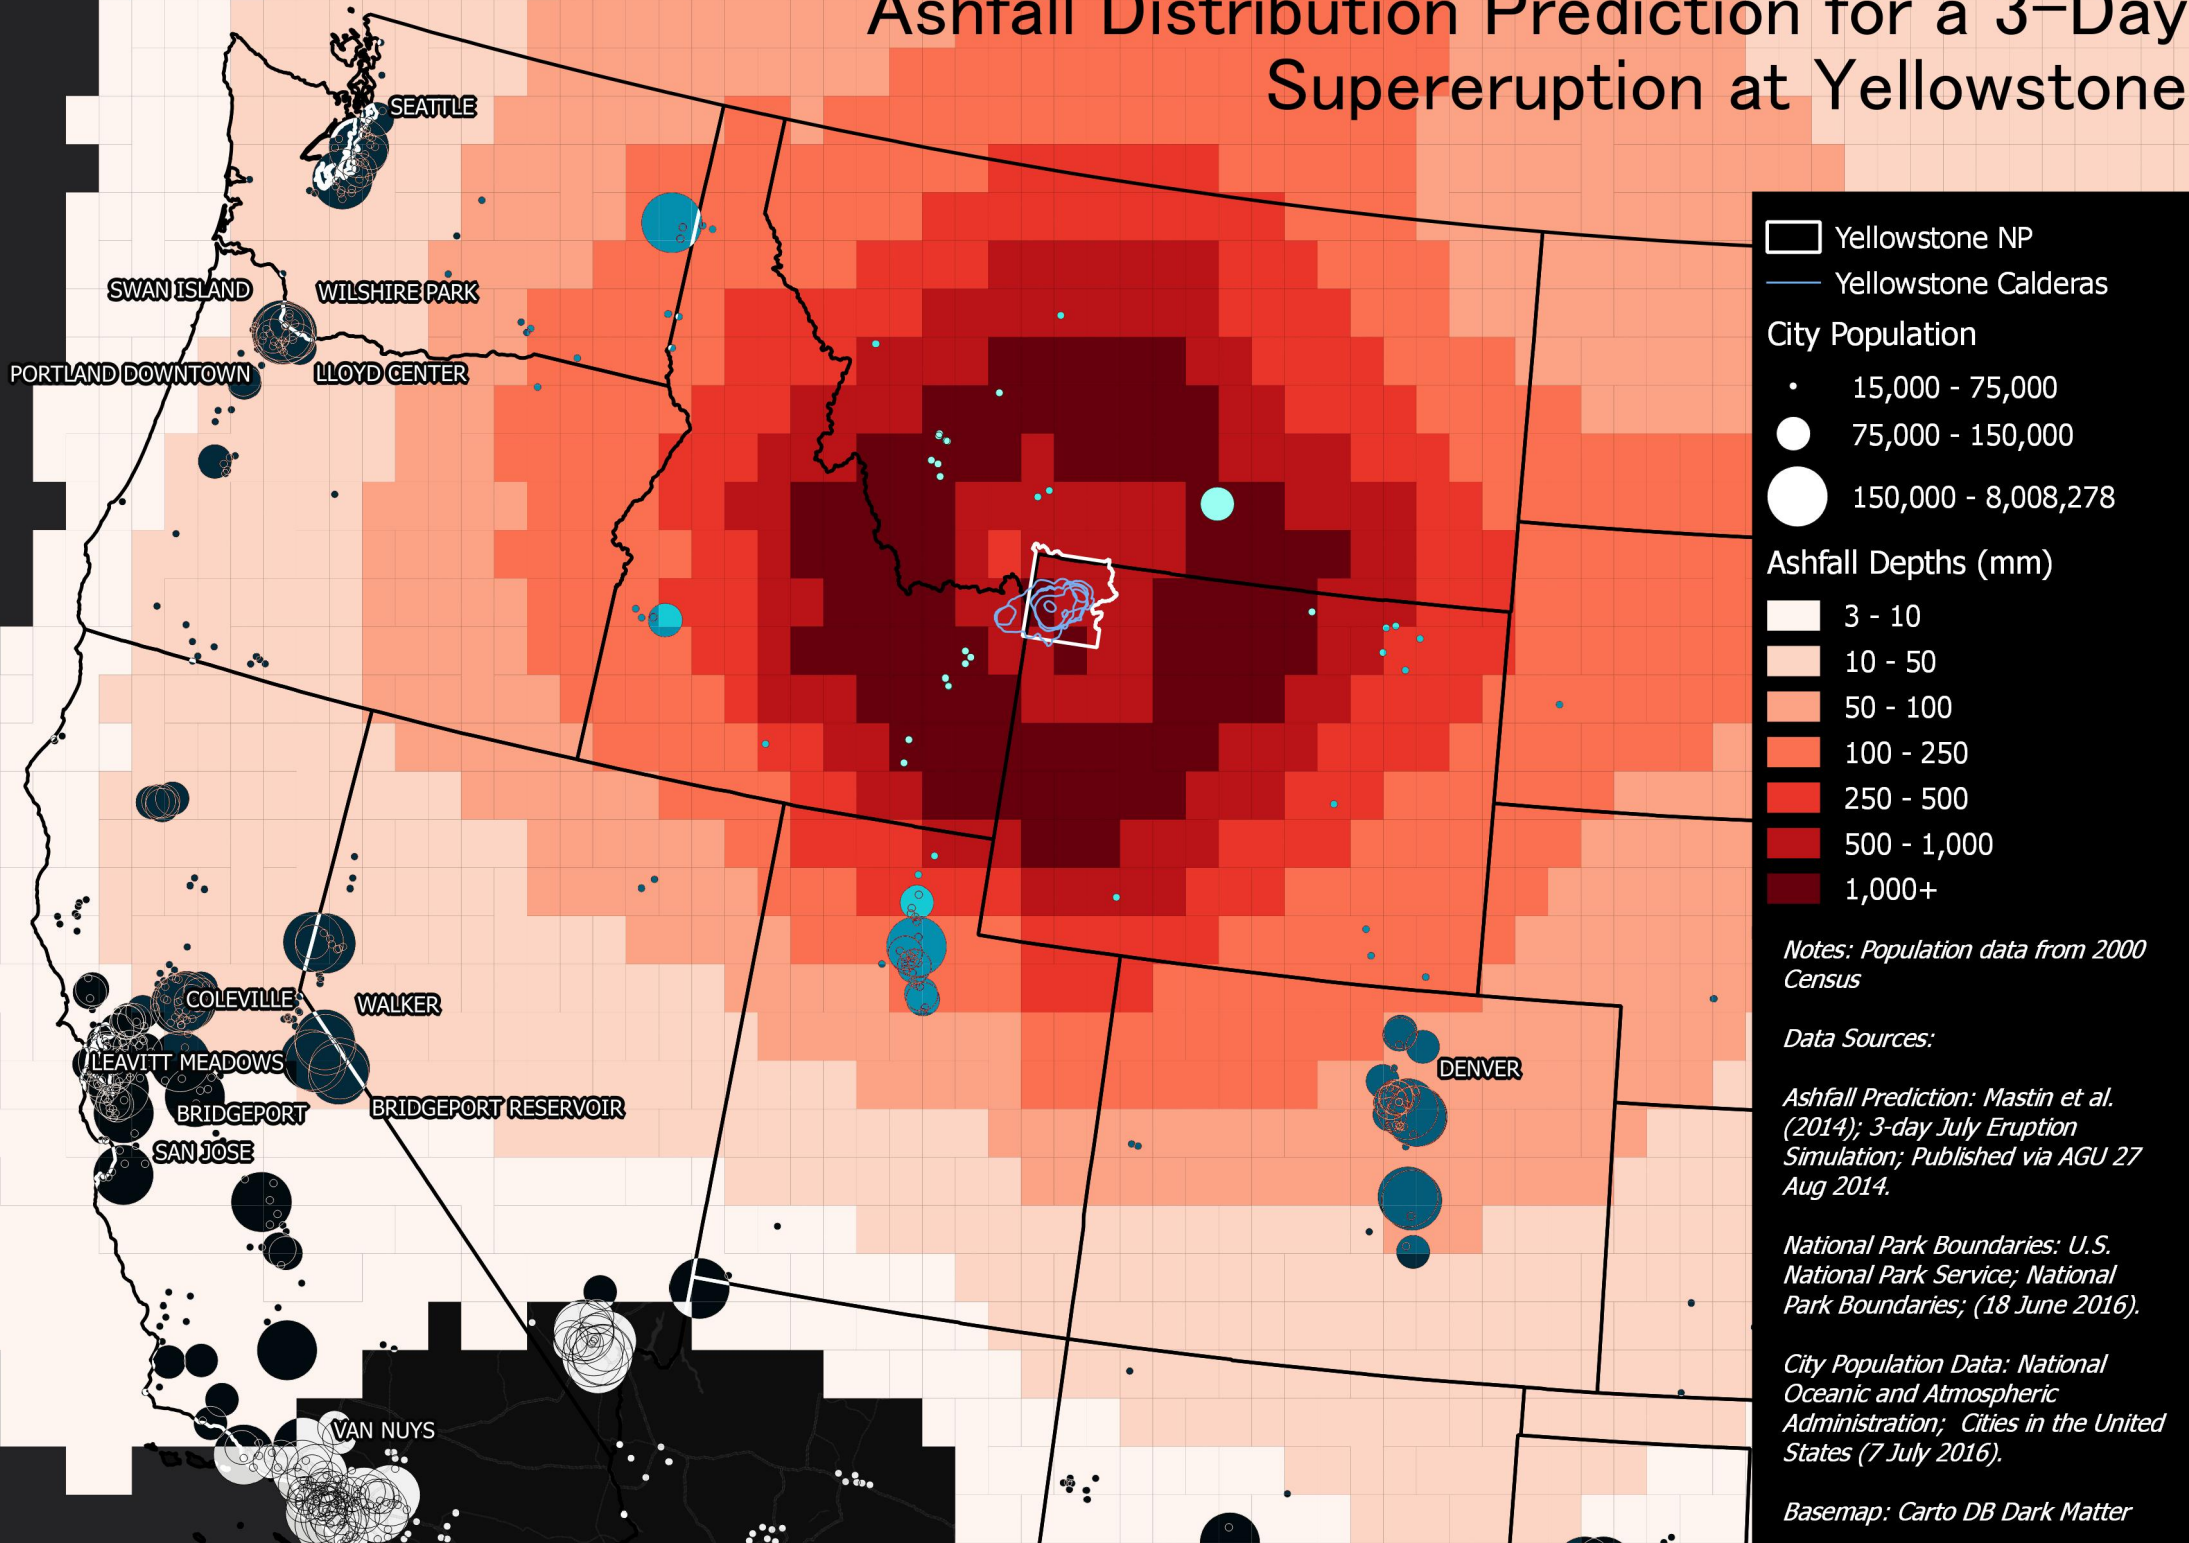 Ashfall Distribution Prediction for a 3-Day
Supereruption at Yellowstone
SEATTLE
SWAN ISLAND
WILSHIRE PARK
PORTLAND DOWNTOWN
LLOYD CENTER
COLEVILLE
WALKER
LEAVITT MEADOWS
BRIDGEPORT
BRIDGEPORT RESERVOIR
SAN JOSE
DENVER
VAN NUYS
Yellowstone NP
Yellowstone Calderas
City Population
15,000 - 75,000
75,000 - 150,000
150,000 - 8,008,278
Ashfall Depths (mm)
3 - 10
10 - 50
50 - 100
100 - 250
250 - 500
500 - 1,000
1,000+
Notes: Population data from 2000
Census
Data Sources:
Ashfall Prediction: Mastin et al.
(2014); 3-day July Eruption
Simulation; Published via AGU 27
Aug 2014.
National Park Boundaries: U.S.
National Park Service; National
Park Boundaries; (18 June 2016).
City Population Data: National
Oceanic and Atmospheric
Administration;  Cities in the United
States (7 July 2016).
Basemap: Carto DB Dark Matter